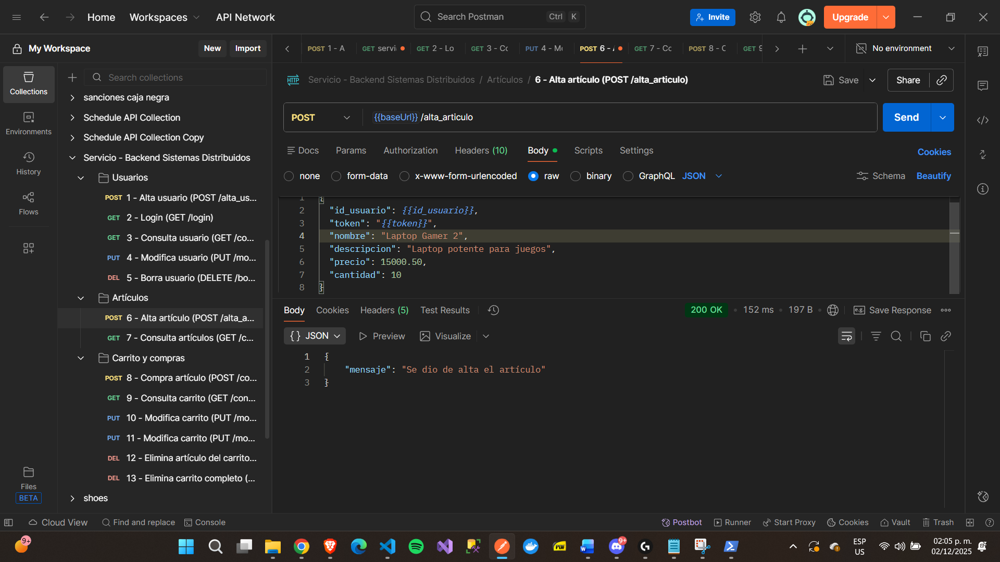 Home
Workspaces
API Network
Search Postman
Ctrl K
Invite
Upgrade
My Workspace
New
Import
POST 1 - A
GET servi
GET 2 - Lo
GET 3 - Co
PUT 4 - Mo
POST 6 - A
GET 7 - Co
POST 8 - C
GET 9
No environment
Collections
Environments
History
Flows
Files
BETA
Search collections
sanciones caja negra
Schedule API Collection
Schedule API Collection Copy
Servicio - Backend Sistemas Distribuidos
Usuarios
POST 1 - Alta usuario (POST /alta_us...
GET 2 - Login (GET /login)
GET 3 - Consulta usuario (GET /co...
PUT 4 - Modifica usuario (PUT /mo...
DEL 5 - Borra usuario (DELETE /bo...
Artículos
POST 6 - Alta artículo (POST /alta_a...
GET 7 - Consulta artículos (GET /c...
Carrito y compras
POST 8 - Compra artículo (POST /co...
GET 9 - Consulta carrito (GET /con...
PUT 10 - Modifica carrito (PUT /mo...
PUT 11 - Modifica carrito (PUT /mo...
DEL 12 - Elimina artículo del carrito...
DEL 13 - Elimina carrito completo (...
shoes
HTTP Servicio - Backend Sistemas Distribuidos / Artículos / 6 - Alta artículo (POST /alta_articulo)
Save
Share
POST
{{baseUrl}} /alta_articulo
Send
Docs
Params
Authorization
Headers (10)
Body
Scripts
Settings
Cookies
none
form-data
x-www-form-urlencoded
raw
binary
GraphQL
JSON
Schema
Beautify
1 {
2 "id_usuario": {{id_usuario}},
3 "token": "{{token}}",
4 "nombre": "Laptop Gamer 2",
5 "descripcion": "Laptop potente para juegos",
6 "precio": 15000.50,
7 "cantidad": 10
8 }
Body
Cookies
Headers (5)
Test Results
200 OK
152 ms
197 B
e.g. Save Response
{} JSON
Preview
Visualize
1 {
2 "mensaje": "Se dio de alta el artículo"
3 }
Cloud View
Find and replace
Console
Postbot
Runner
Start Proxy
Cookies
Vault
Trash
9+
PDF
W
9+
ESP
US
02:05 p. m.
02/12/2025